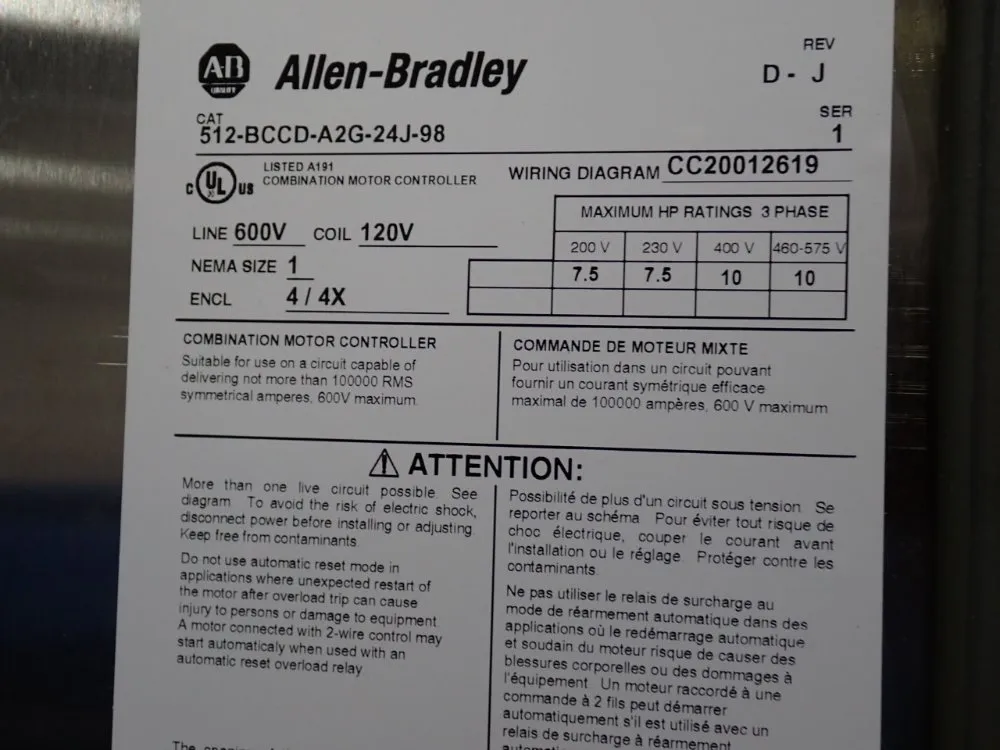 AB
QUALITY
Allen-Bradley
REV
D - J
CAT
512-BCCD-A2G-24J-98
SER
1
C UL US
LISTED A191
COMBINATION MOTOR CONTROLLER
WIRING DIAGRAM CC20012619
LINE 600V COIL 120V
NEMA SIZE 1
ENCL 4 / 4X
MAXIMUM HP RATINGS 3 PHASE
200 V 230 V 400 V 460-575 V
7.5 7.5 10 10
COMBINATION MOTOR CONTROLLER
Suitable for use on a circuit capable of
delivering not more than 100000 RMS
symmetrical amperes, 600V maximum.
COMMANDE DE MOTEUR MIXTE
Pour utilisation dans un circuit pouvant
fournir un courant symétrique efficace
maximal de 100000 ampères, 600 V maximum
ATTENTION:
More than one live circuit possible. See
diagram. To avoid the risk of electric shock,
disconnect power before installing or adjusting.
Keep free from contaminants.
Do not use automatic reset mode in
applications where unexpected restart of
the motor after overload trip can cause
injury to persons or damage to equipment
A motor connected with 2-wire control may
start automaticaly when used with an
automatic reset overload relay
Possibilité de plus d'un circuit sous tension. Se
reporter au schéma. Pour éviter tout risque de
choc électrique, couper le courant avant
l'installation ou le réglage. Protéger contre les
contaminants.
Ne pas utiliser le relais de surcharge au
mode de réarmement automatique dans des
applications où le redémarrage automatique
et soudain du moteur risque de causer des
blessures corporelles ou des dommages à
l'équipement. Un moteur raccordé à une
commande à 2 fils peut démarrer
automatiquement s'il est utilisé avec un
relais de surcharge à réarmement